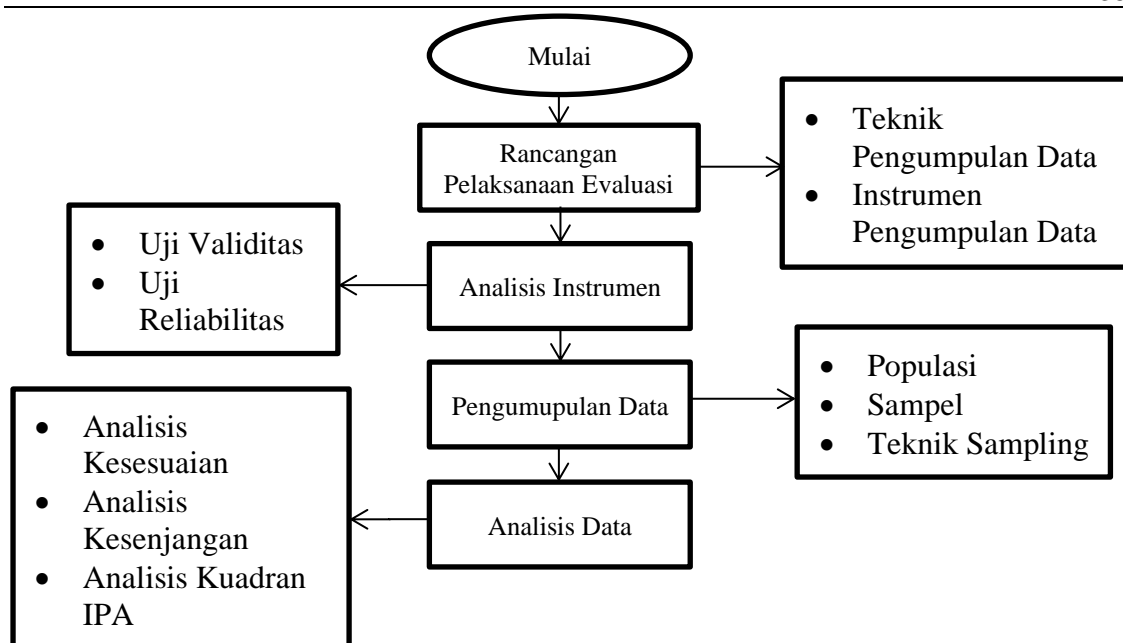 Mulai
Rancangan
Pelaksanaan Evaluasi
• Teknik
Pengumpulan Data
• Instrumen
Pengumpulan Data
Analisis Instrumen
• Uji Validitas
• Uji
Reliabilitas
Pengumupulan Data
• Populasi
• Sampel
• Teknik Sampling
Analisis Data
• Analisis
Kesesuaian
• Analisis
Kesenjangan
• Analisis Kuadran
IPA